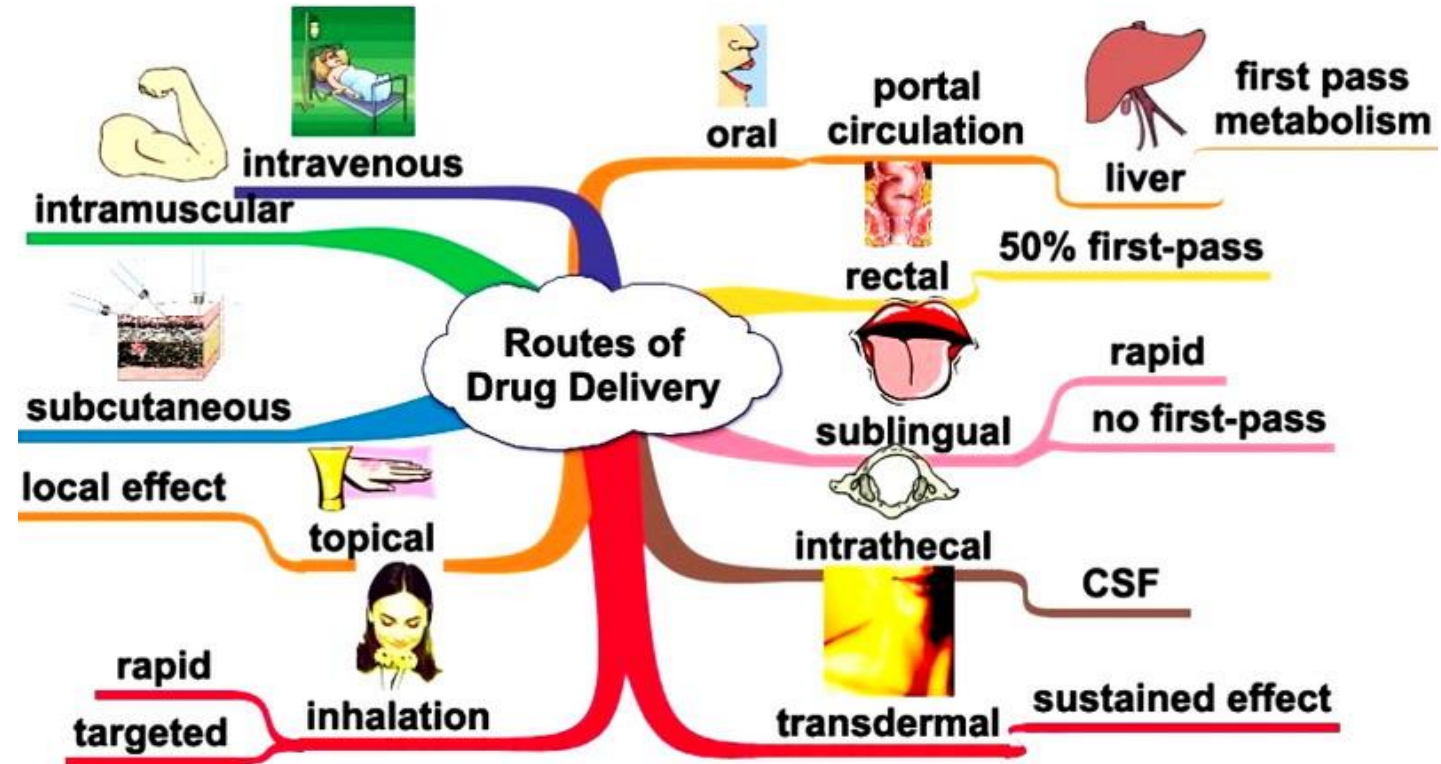 Routes of
Drug Delivery
intravenous
intramuscular
subcutaneous
local effect
topical
rapid
targeted
inhalation
oral
portal
circulation
liver
first pass
metabolism
rectal
50% first-pass
sublingual
rapid
no first-pass
intrathecal
CSF
transdermal
sustained effect